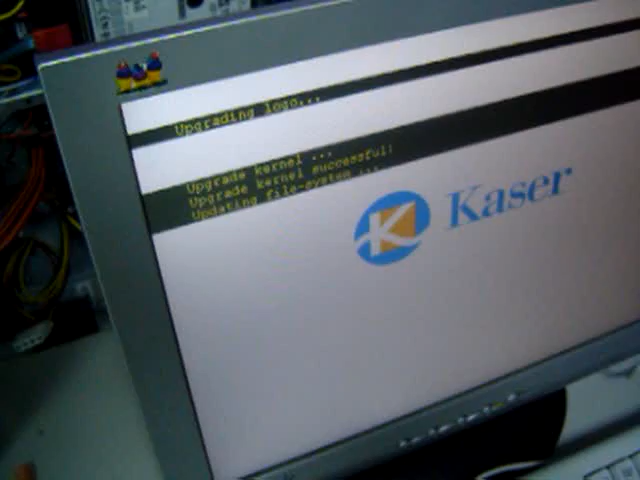 Upgrading logo...
Upgrade kernel ...
Upgrade kernel successful!
Updating file-system ...
K Kaser